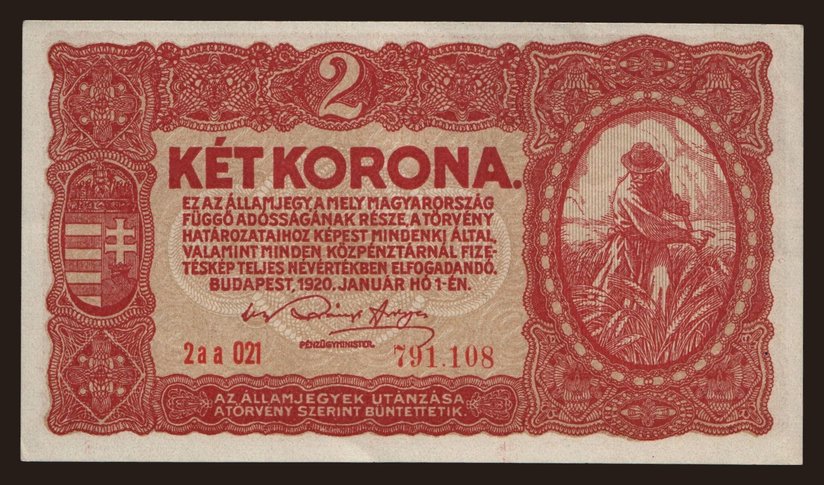 2
KÉT KORONA.
EZ AZ ÁLLAMJEGY, A MELY MAGYARORSZÁG
FÜGGŐ ADÓSSÁGÁNAK RÉSZE, A TÖRVÉNY
HATÁROZATAIHOZ KÉPEST MINDENKI ÁLTAL,
VALAMINT MINDEN KÖZPÉNZTÁRNÁL FIZE-
TÉSKÉP TELJES NÉVÉRTÉKBEN ELFOGADANDÓ.
BUDAPEST, 1920. JANUÁR HÓ 1-ÉN.
PÉNZÜGYMINISTER.
2 a a 021 791.108
AZ ÁLLAMJEGYEK UTÁNZÁSA
A TÖRVÉNY SZERINT BÜNTETTETIK.